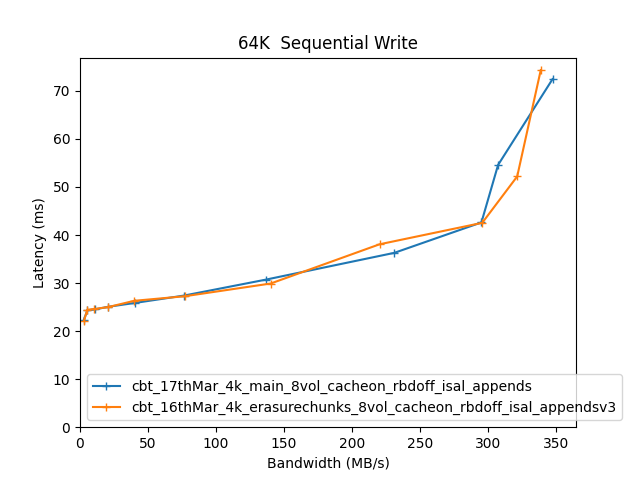 64K  Sequential Write
Latency (ms)
70
60
50
40
30
20
10
0
cbt_17thMar_4k_main_8vol_cacheon_rbdoff_isal_appends
cbt_16thMar_4k_erasurechunks_8vol_cacheon_rbdoff_isal_appendsv3
0 50 100 150 200 250 300 350
Bandwidth (MB/s)